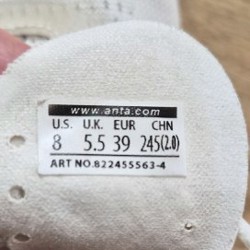 www.anta.com
U.S. U.K. EUR CHN
8 5.5 39 245(2.0)
ART NO.822455563-4